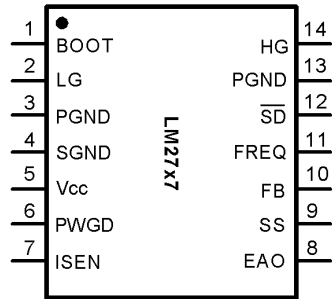 1 BOOT HG 14
2 LG PGND 13
3 PGND SD 12
4 SGND FREQ 11
5 Vcc FB 10
6 PWGD SS 9
7 ISEN EAO 8
LM27x7